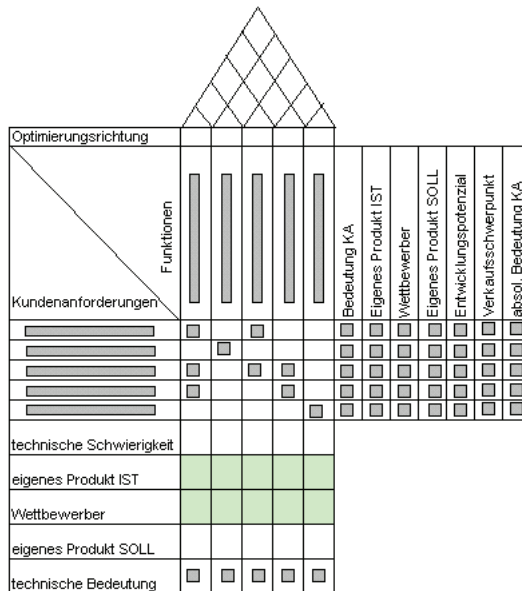 Optimierungsrichtung
Funktionen
Kundenanforderungen
Bedeutung KA
Eigenes Produkt IST
Wettbewerber
Eigenes Produkt SOLL
Entwicklungspotenzial
Verkaufsschwerpunkt
absol. Bedeutung KA
technische Schwierigkeit
eigenes Produkt IST
Wettbewerber
eigenes Produkt SOLL
technische Bedeutung